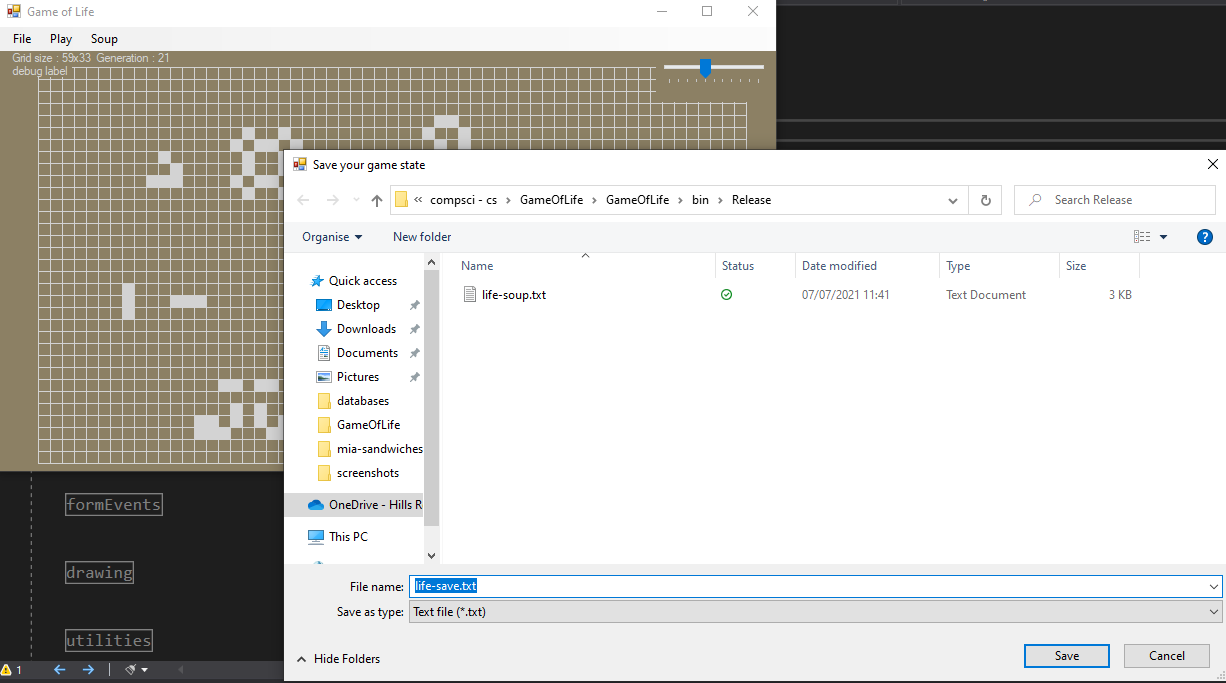 Game of Life
File Play Soup
Grid size : 59x33 Generation : 21
debug label
Save your game state
« compsci - cs › GameOfLife › GameOfLife › bin › Release
Search Release
Organise New folder
?
Name Status Date modified Type Size
life-soup.txt 07/07/2021 11:41 Text Document 3 KB
Quick access
Desktop
Downloads
Documents
Pictures
databases
GameOfLife
mia-sandwiches
screenshots
OneDrive - Hills R
This PC
File name: life-save.txt
Save as type: Text file (*.txt)
Hide Folders
Save Cancel
formEvents
drawing
utilities
1